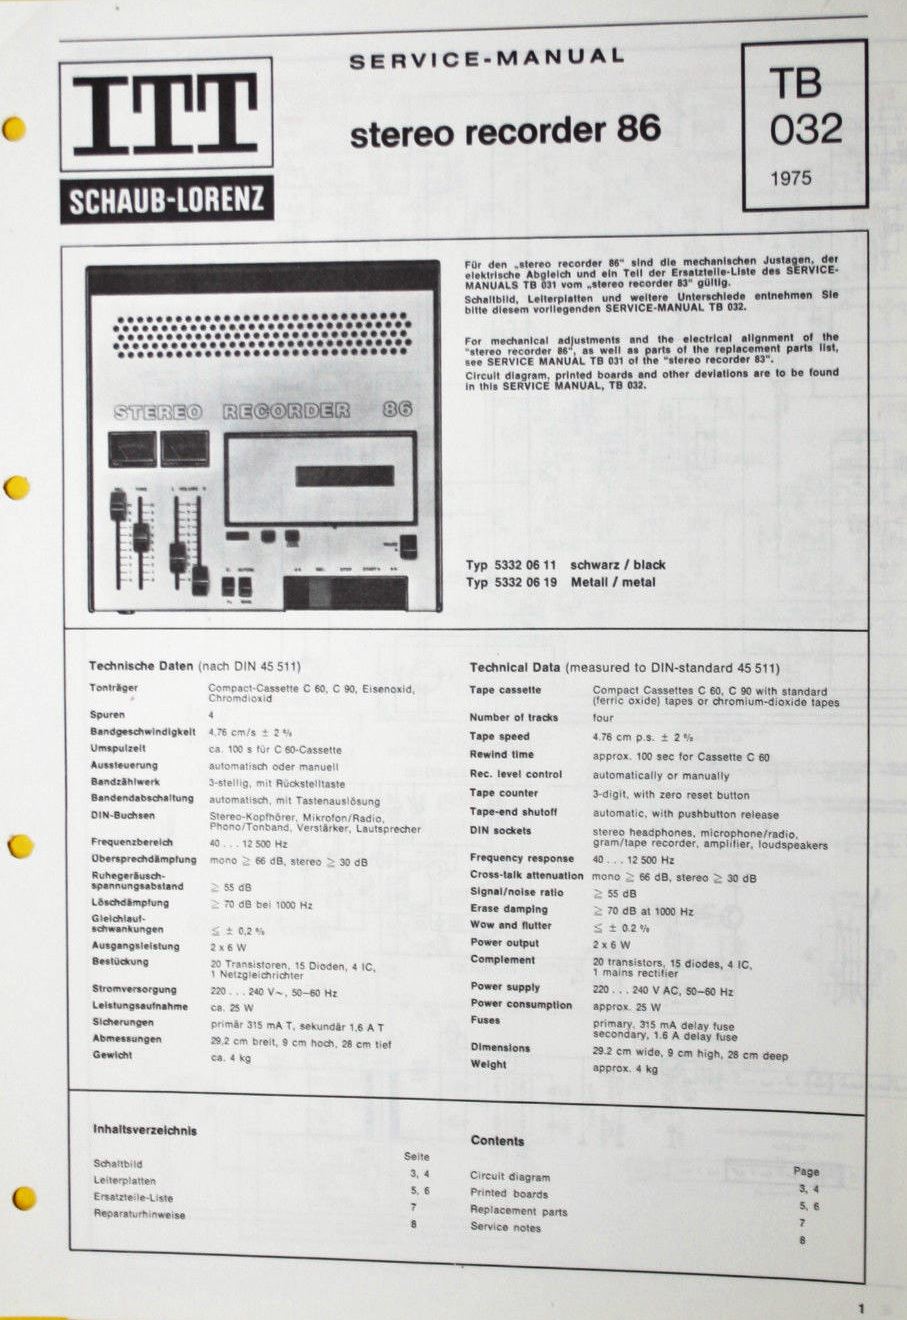 SERVICE-MANUAL
ITT
SCHAUB-LORENZ
stereo recorder 86
TB
032
1975
Für den „stereo recorder 86" sind die mechanischen Justagen, der
elektrische Abgleich und ein Teil der Ersatzteile-Liste des SERVICE-
MANUALS TB 031 vom „stereo recorder 83" gültig.
Schaltbild, Leiterplatten und weitere Unterschiede entnehmen Sie
bitte diesem vorliegenden SERVICE-MANUAL TB 032.
For mechanical adjustments and the electrical alignment of the
"stereo recorder 86", as well as parts of the replacement parts list,
see SERVICE MANUAL TB 031 of the "stereo recorder 83".
Circuit diagram, printed boards and other deviations are to be found
in this SERVICE MANUAL, TB 032.
STEREO RECORDER 86
Typ 5332 06 11 schwarz / black
Typ 5332 06 19 Metall / metal
Technische Daten (nach DIN 45 511)
Tonträger Compact-Cassette C 60, C 90, Eisenoxid,
Chromdioxid
Spuren 4
Bandgeschwindigkeit 4,76 cm/s ± 2 %
Umspulzeit ca. 100 s für C 60-Cassette
Aussteuerung automatisch oder manuell
Bandzählwerk 3-stellig, mit Rückstelltaste
Bandendabschaltung automatisch, mit Tastenauslösung
DIN-Buchsen Stereo-Kopfhörer, Mikrofon/Radio,
Phono/Tonband, Verstärker, Lautsprecher
Frequenzbereich 40 . . . 12 500 Hz
Übersprechdämpfung mono ≧ 66 dB, stereo ≧ 30 dB
Ruhegeräusch-
spannungsabstand ≧ 55 dB
Löschdämpfung ≧ 70 dB bei 1000 Hz
Gleichlauf-
schwankungen ≦ ± 0,2 %
Ausgangsleistung 2 x 6 W
Bestückung 20 Transistoren, 15 Dioden, 4 IC,
1 Netzgleichrichter
Stromversorgung 220 . . . 240 V~, 50–60 Hz
Leistungsaufnahme ca. 25 W
Sicherungen primär 315 mA T, sekundär 1,6 A T
Abmessungen 29,2 cm breit, 9 cm hoch, 28 cm tief
Gewicht ca. 4 kg
Technical Data (measured to DIN-standard 45 511)
Tape cassette Compact Cassettes C 60, C 90 with standard
(ferric oxide) tapes or chromium-dioxide tapes
Number of tracks four
Tape speed 4.76 cm p.s. ± 2 %
Rewind time approx. 100 sec for Cassette C 60
Rec. level control automatically or manually
Tape counter 3-digit, with zero reset button
Tape-end shutoff automatic, with pushbutton release
DIN sockets stereo headphones, microphone/radio,
gram/tape recorder, amplifier, loudspeakers
Frequency response 40 . . . 12 500 Hz
Cross-talk attenuation mono ≧ 66 dB, stereo ≧ 30 dB
Signal/noise ratio ≧ 55 dB
Erase damping ≧ 70 dB at 1000 Hz
Wow and flutter ≦ ± 0.2 %
Power output 2 x 6 W
Complement 20 transistors, 15 diodes, 4 IC,
1 mains rectifier
Power supply 220 . . . 240 V AC, 50–60 Hz
Power consumption approx. 25 W
Fuses primary, 315 mA delay fuse
secondary, 1.6 A delay fuse
Dimensions 29.2 cm wide, 9 cm high, 28 cm deep
Weight approx. 4 kg
Inhaltsverzeichnis
Seite
Schaltbild 3, 4
Leiterplatten 5, 6
Ersatzteile-Liste 7
Reparaturhinweise 8
Contents
Page
Circuit diagram 3, 4
Printed boards 5, 6
Replacement parts 7
Service notes 8
1